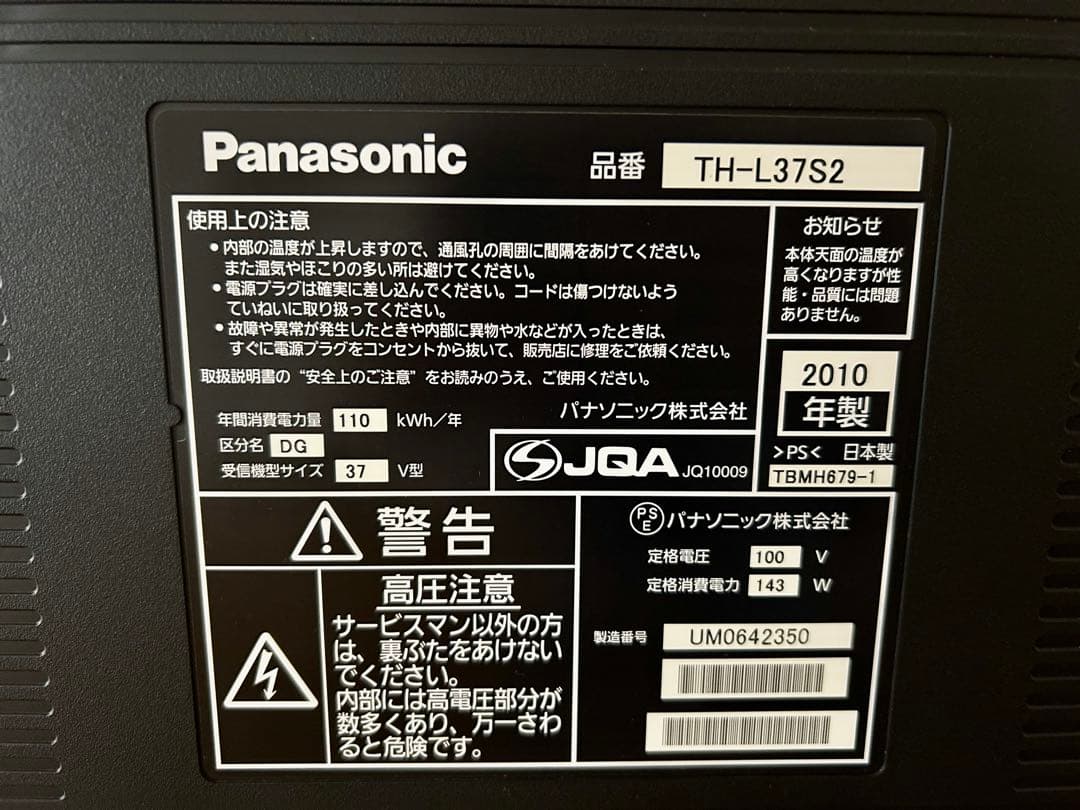 Panasonic
品番 TH-L37S2
使用上の注意
●内部の温度が上昇しますので、通風孔の周囲に間隔をあけてください。
また湿気やほこりの多い所は避けてください。
●電源プラグは確実に差し込んでください。コードは傷つけないよう
ていねいに取り扱ってください。
●故障や異常が発生したときや内部に異物や水などが入ったときは、
すぐに電源プラグをコンセントから抜いて、販売店に修理をご依頼ください。
取扱説明書の“安全上のご注意”をお読みのうえ、ご使用ください。
パナソニック株式会社
年間消費電力量 110 kWh/年
区分名 DG
受信機型サイズ 37 V型
JQA JQ10009
お知らせ
本体天面の温度が
高くなりますが性
能・品質には問題
ありません。
2010
年製
>PS< 日本製
TBMH679-1
警告
高圧注意
サービスマン以外の方
は、裏ぶたをあけない
でください。
内部には高電圧部分が
数多くあり、万一さわ
ると危険です。
PSE パナソニック株式会社
定格電圧 100 V
定格消費電力 143 W
製造番号 UM0642350